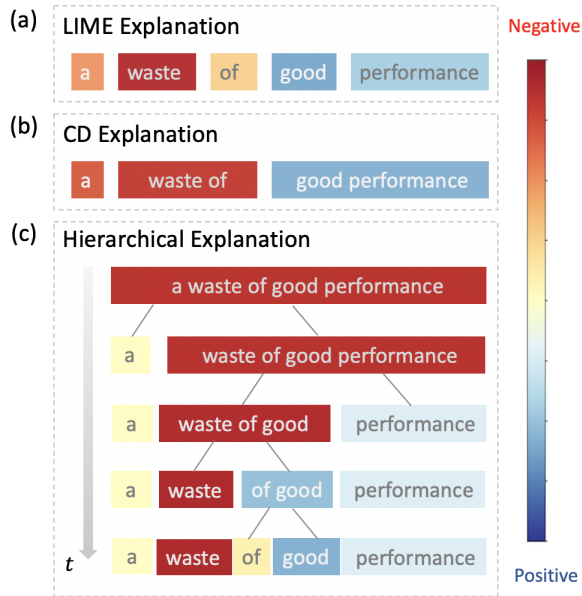 (a) LIME Explanation
a waste of good performance
(b) CD Explanation
a waste of good performance
(c) Hierarchical Explanation
a waste of good performance
a waste of good performance
a waste of good performance
a waste of good performance
a waste of good performance
t
Negative
Positive